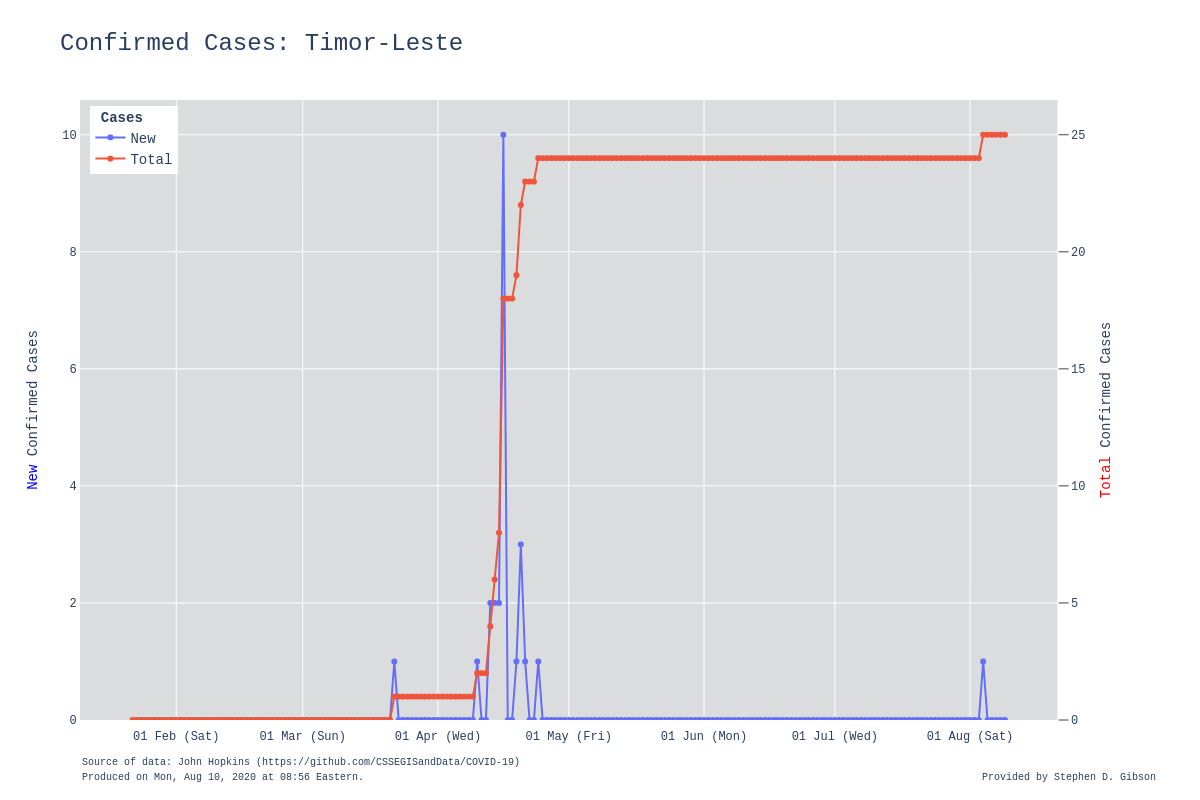 Confirmed Cases: Timor-Leste
Cases
New
Total
10
8
6
4
2
0
25
20
15
10
5
0
New Confirmed Cases
Total Confirmed Cases
01 Feb (Sat)
01 Mar (Sun)
01 Apr (Wed)
01 May (Fri)
01 Jun (Mon)
01 Jul (Wed)
01 Aug (Sat)
Source of data: John Hopkins (https://github.com/CSSEGISandData/COVID-19)
Produced on Mon, Aug 10, 2020 at 08:56 Eastern.
Provided by Stephen D. Gibson